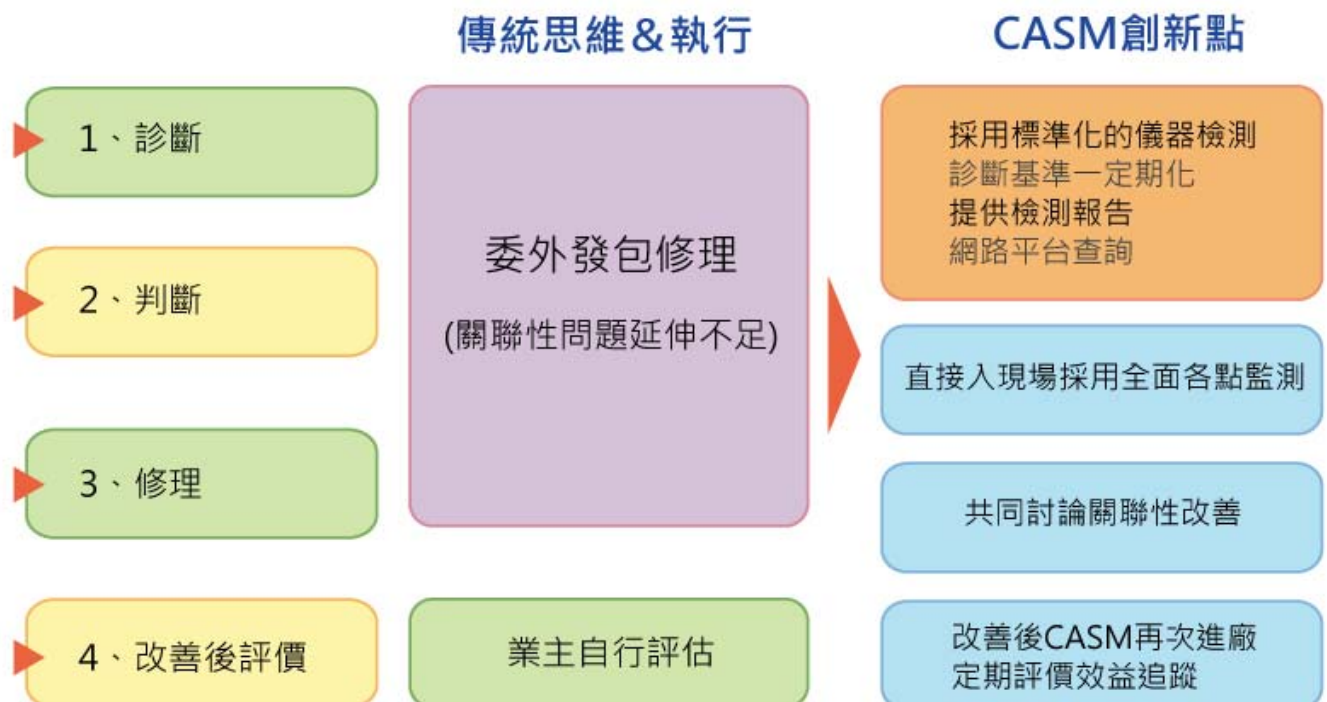 傳統思維&執行
CASM創新點
1、診斷
2、判斷
3、修理
4、改善後評價
委外發包修理
(關聯性問題延伸不足)
業主自行評估
採用標準化的儀器檢測
診斷基準一定期化
提供檢測報告
網路平台查詢
直接入現場採用全面各點監測
共同討論關聯性改善
改善後CASM再次進廠
定期評價效益追蹤